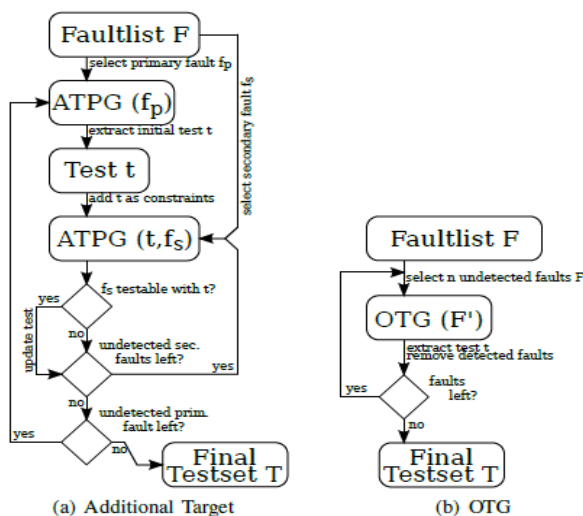 Faultlist F
select primary fault fp
ATPG (fp)
extract initial test t
Test t
add t as constraints
select secondary fault fs
ATPG (t,fs)
fs testable with t?
yes
update test
no
undetected sec.
faults left?
yes
no
undetected prim.
fault left?
yes
no
Final
Testset T
(a) Additional Target
Faultlist F
select n undetected faults F
OTG (F')
extract test t
remove detected faults
faults
left?
yes
no
Final
Testset T
(b) OTG